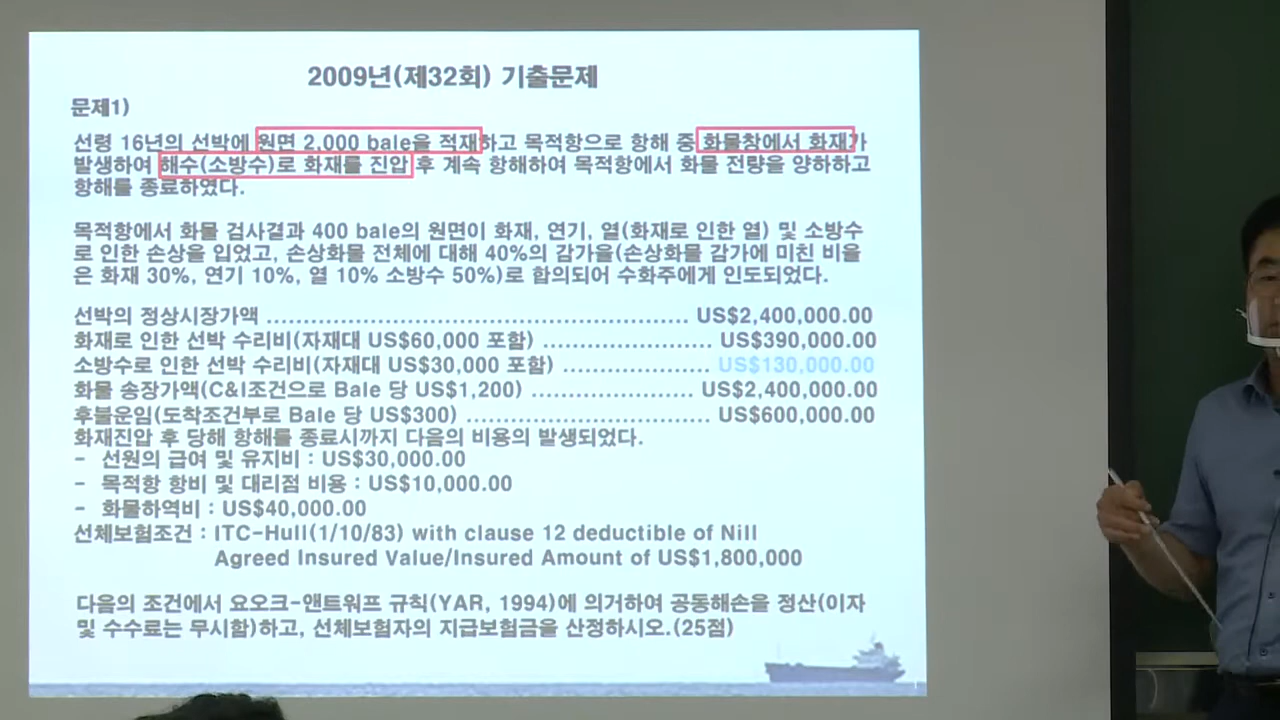 2009년(제32회) 기출문제
문제1)
선령 16년의 선박에 원면 2,000 bale을 적재하고 목적항으로 항해 중 화물창에서 화재가
발생하여 해수(소방수)로 화재를 진압 후 계속 항해하여 목적항에서 화물 전량을 양하하고
항해를 종료하였다.
목적항에서 화물 검사결과 400 bale의 원면이 화재, 연기, 열(화재로 인한 열) 및 소방수
로 인한 손상을 입었고, 손상화물 전체에 대해 40%의 감가율(손상화물 감가에 미친 비율
은 화재 30%, 연기 10%, 열 10% 소방수 50%)로 합의되어 수화주에게 인도되었다.
선박의 정상시장가액 ........................................................ US$2,400,000.00
화재로 인한 선박 수리비(자재대 US$60,000 포함) ...................... US$390,000.00
소방수로 인한 선박 수리비(자재대 US$30,000 포함) ................... US$130,000.00
화물 송장가액(C&I조건으로 Bale 당 US$1,200) ..................... US$2,400,000.00
후불운임(도착조건부로 Bale 당 US$300) ................................ US$600,000.00
화재진압 후 당해 항해를 종료시까지 다음의 비용의 발생되었다.
- 선원의 급여 및 유지비 : US$30,000.00
- 목적항 항비 및 대리점 비용 : US$10,000.00
- 화물하역비 : US$40,000.00
선체보험조건 : ITC-Hull(1/10/83) with clause 12 deductible of Nill
Agreed Insured Value/Insured Amount of US$1,800,000
다음의 조건에서 요오크-앤트워프 규칙(YAR, 1994)에 의거하여 공동해손을 정산(이자
및 수수료는 무시함)하고, 선체보험자의 지급보험금을 산정하시오.(25점)